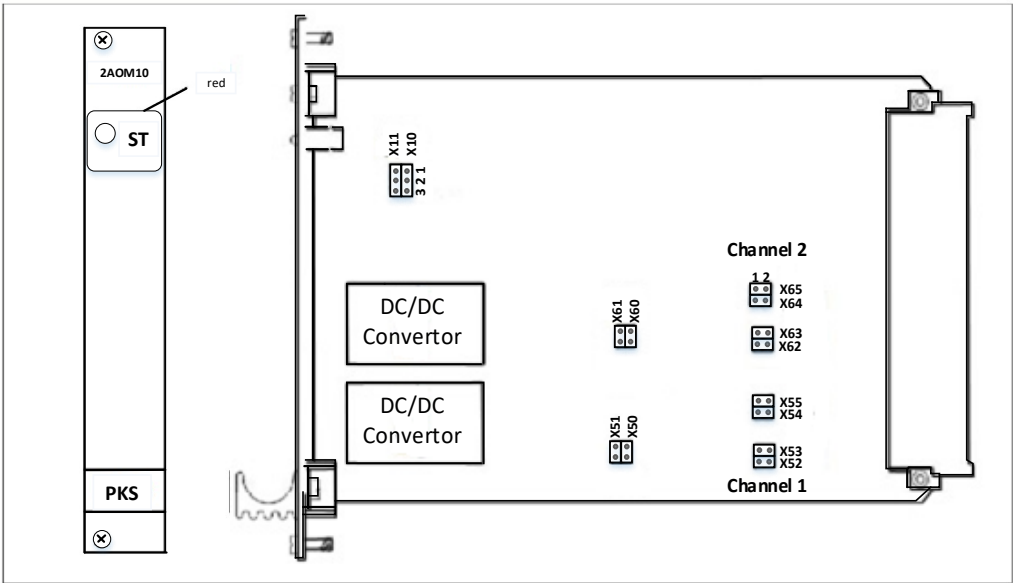 2AOM10
red
ST
PKS
X11
X10
3 2 1
DC/DC
Convertor
DC/DC
Convertor
X61
X60
X51
X50
Channel 2
1 2
X65
X64
X63
X62
X55
X54
X53
X52
Channel 1